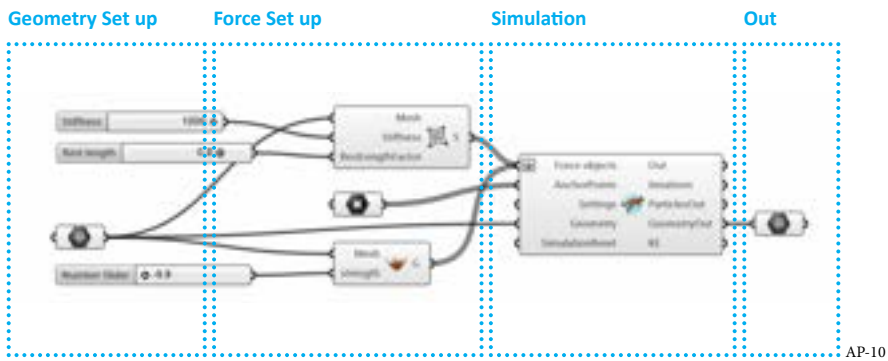 Geometry Set up
Force Set up
Simulation
Out
Stiffness
Rest length
Mesh
Stiffness
RestLengthFactor
S
Force objects
Out
AnchorPoints
Iterations
Settings
ParticlesOut
Geometry
GeometryOut
SimulationReset
Mesh
strength
G
Number Slider
AP-10